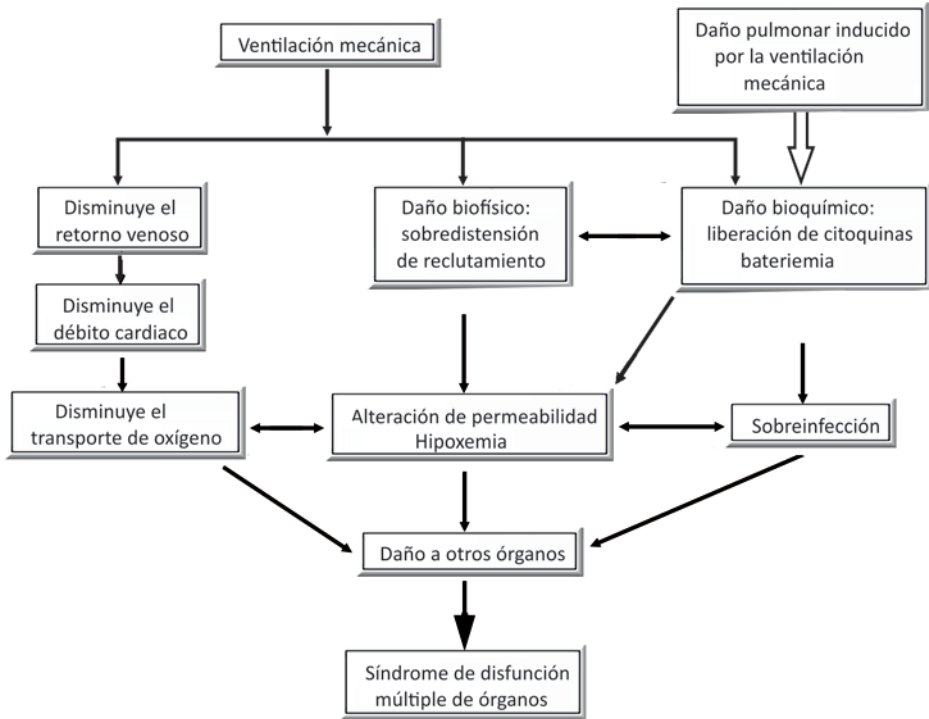 Ventilación mecánica
Daño pulmonar inducido
por la ventilación
mecánica
Disminuye el
retorno venoso
Daño biofísico:
sobredistensión
de reclutamiento
Daño bioquímico:
liberación de citoquinas
bateriemia
Disminuye el
débito cardiaco
Disminuye el
transporte de oxígeno
Alteración de permeabilidad
Hipoxemia
Sobreinfección
Daño a otros órganos
Síndrome de disfunción
múltiple de órganos